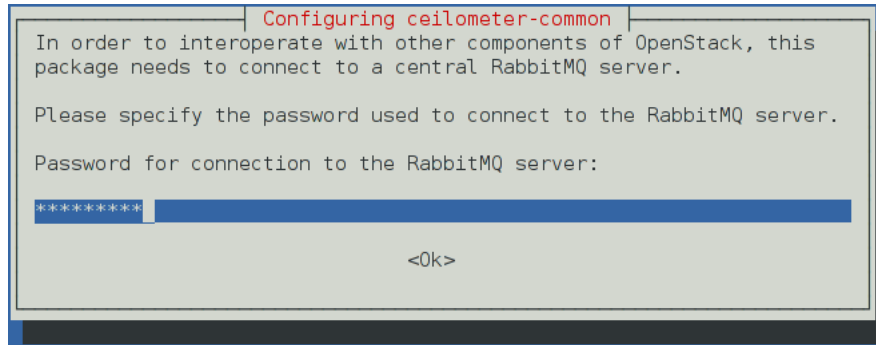 Configuring ceilometer-common
In order to interoperate with other components of OpenStack, this
package needs to connect to a central RabbitMQ server.
Please specify the password used to connect to the RabbitMQ server.
Password for connection to the RabbitMQ server:
*********
<Ok>